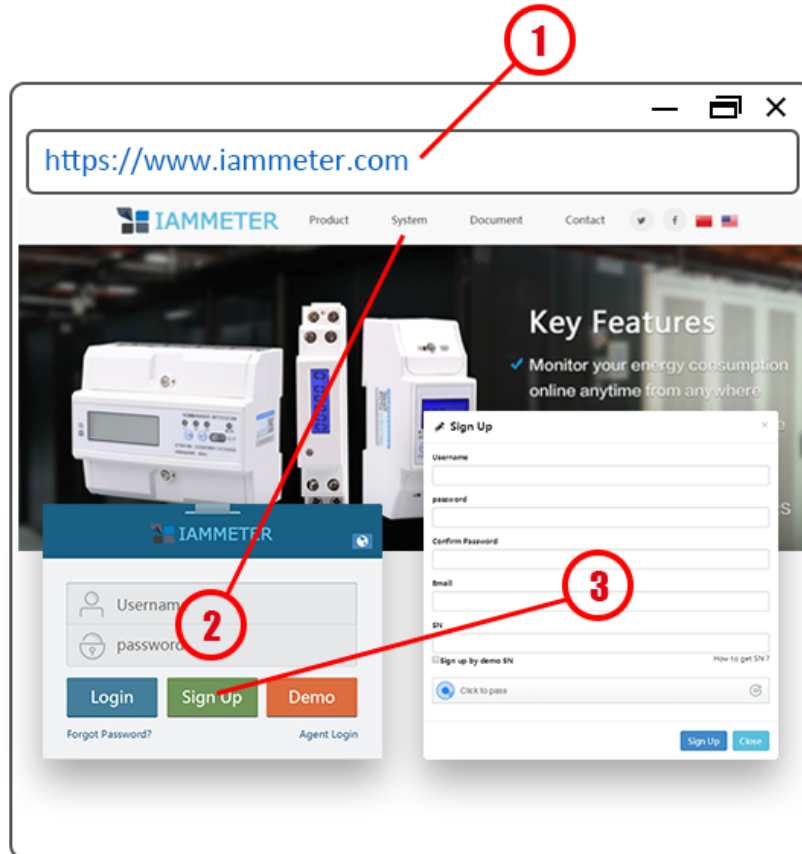 1
https://www.iammeter.com
IAMMETER Product System Document Contact
Key Features
Monitor your energy consumption
online anytime from anywhere
Sign Up
Username
password
Confirm Password
Email
SN
Sign up by demo SN How to get SN ?
Click to pass
Sign Up Close
IAMMETER
Username
password
Login Sign Up Demo
Forgot Password? Agent Login
2
3